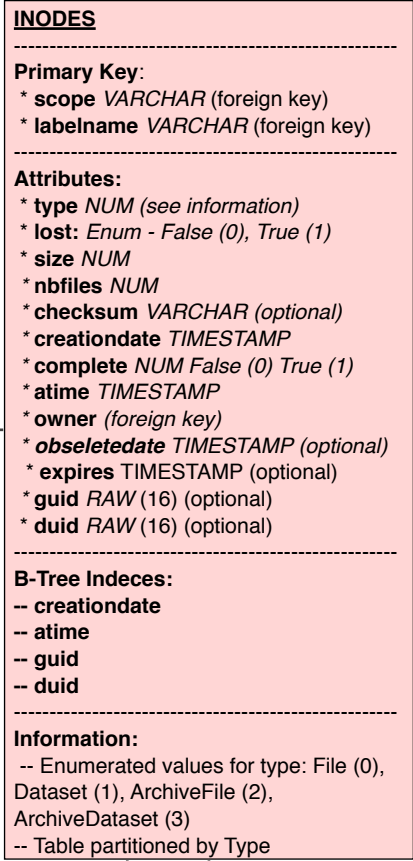 INODES
-------------------------------------------------------
Primary Key:
* scope VARCHAR (foreign key)
* labelname VARCHAR (foreign key)
-------------------------------------------------------
Attributes:
* type NUM (see information)
* lost: Enum - False (0), True (1)
* size NUM
* nbfiles NUM
* checksum VARCHAR (optional)
* creationdate TIMESTAMP
* complete NUM False (0) True (1)
* atime TIMESTAMP
* owner (foreign key)
* obseletedate TIMESTAMP (optional)
* expires TIMESTAMP (optional)
* guid RAW (16) (optional)
* duid RAW (16) (optional)
-------------------------------------------------------
B-Tree Indeces:
-- creationdate
-- atime
-- guid
-- duid
-------------------------------------------------------
Information:
-- Enumerated values for type: File (0),
Dataset (1), ArchiveFile (2),
ArchiveDataset (3)
-- Table partitioned by Type